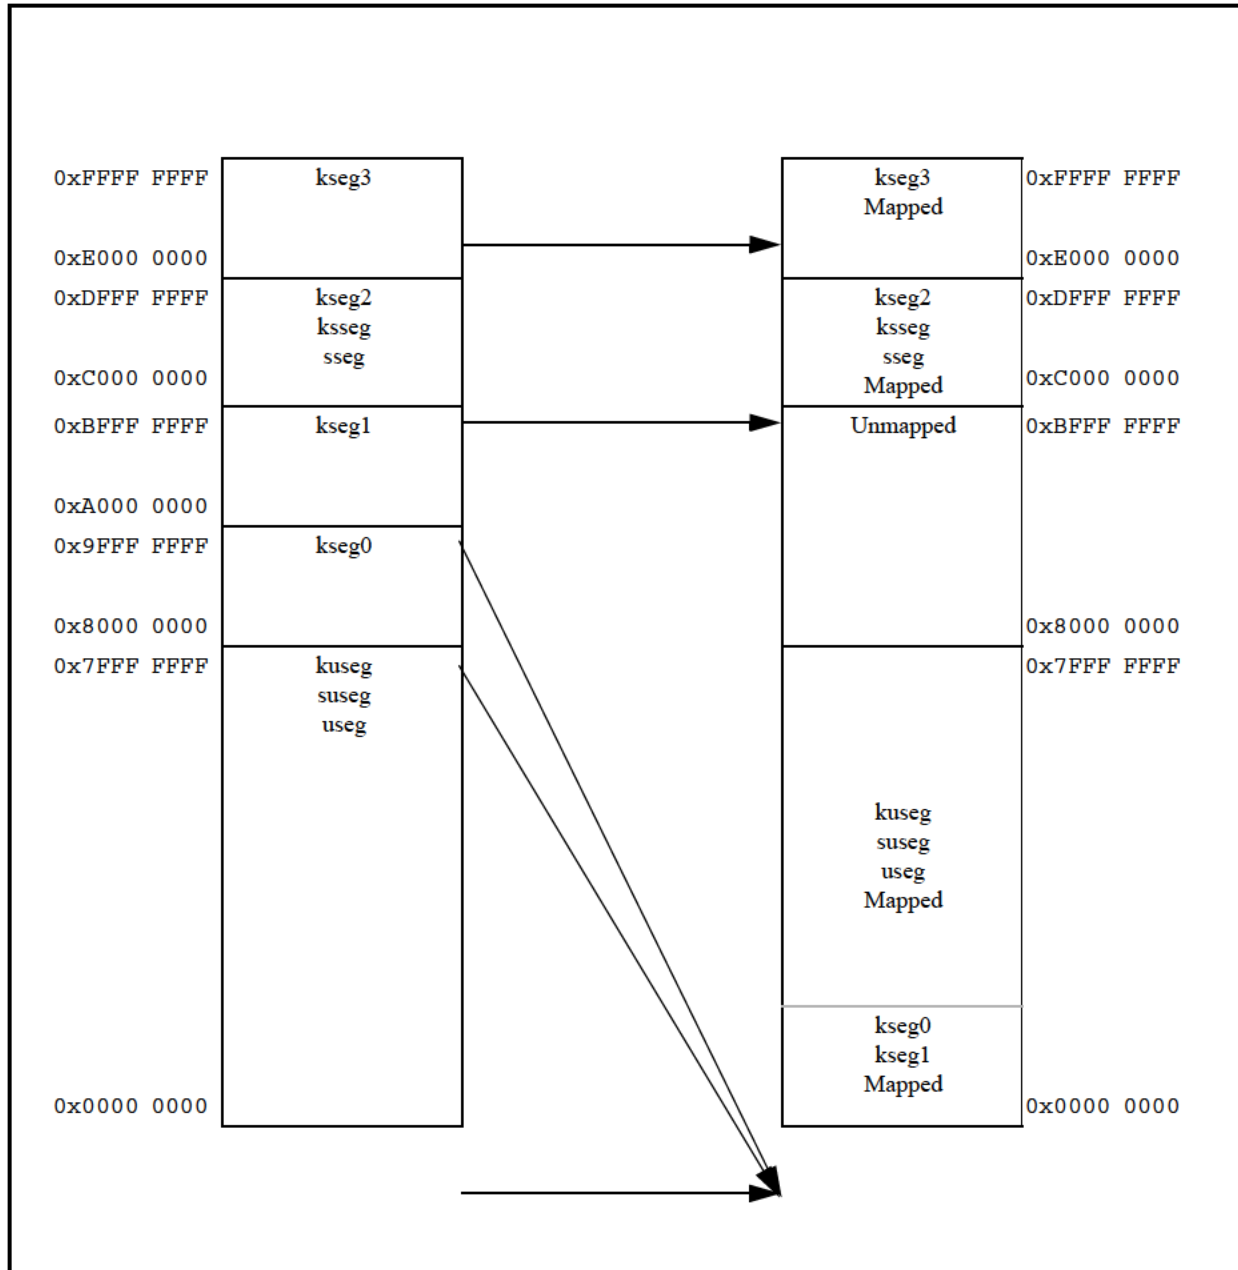 0xFFFF FFFF kseg3 kseg3 0xFFFF FFFF
Mapped
0xE000 0000 0xE000 0000
0xDFFF FFFF kseg2 kseg2 0xDFFF FFFF
ksseg ksseg
sseg sseg
0xC000 0000 Mapped 0xC000 0000
0xBFFF FFFF kseg1 Unmapped 0xBFFF FFFF
0xA000 0000
0x9FFF FFFF kseg0
0x8000 0000 0x8000 0000
0x7FFF FFFF kuseg 0x7FFF FFFF
suseg
useg
kuseg
suseg
useg
Mapped
kseg0
kseg1
Mapped
0x0000 0000 0x0000 0000